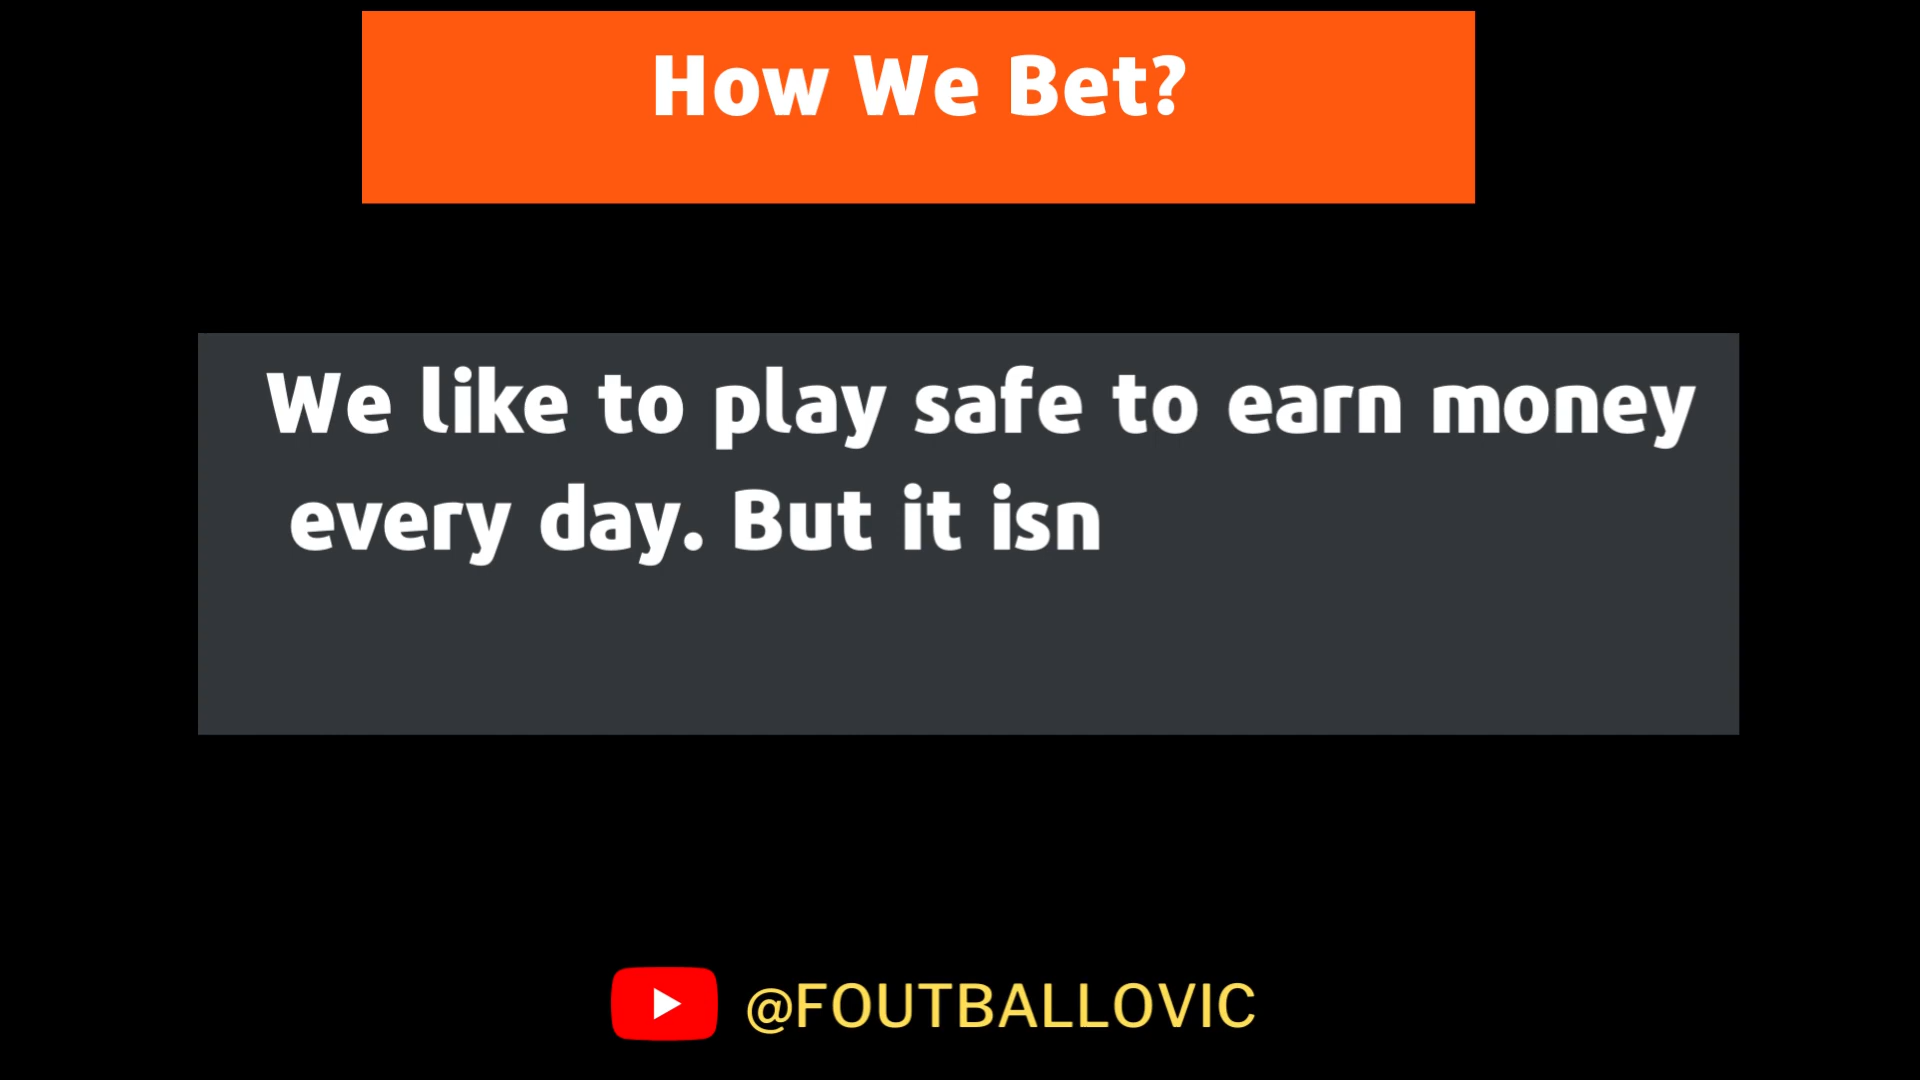 How We Bet?
We like to play safe to earn money
every day. But it isn
@FOUTBALLOVIC